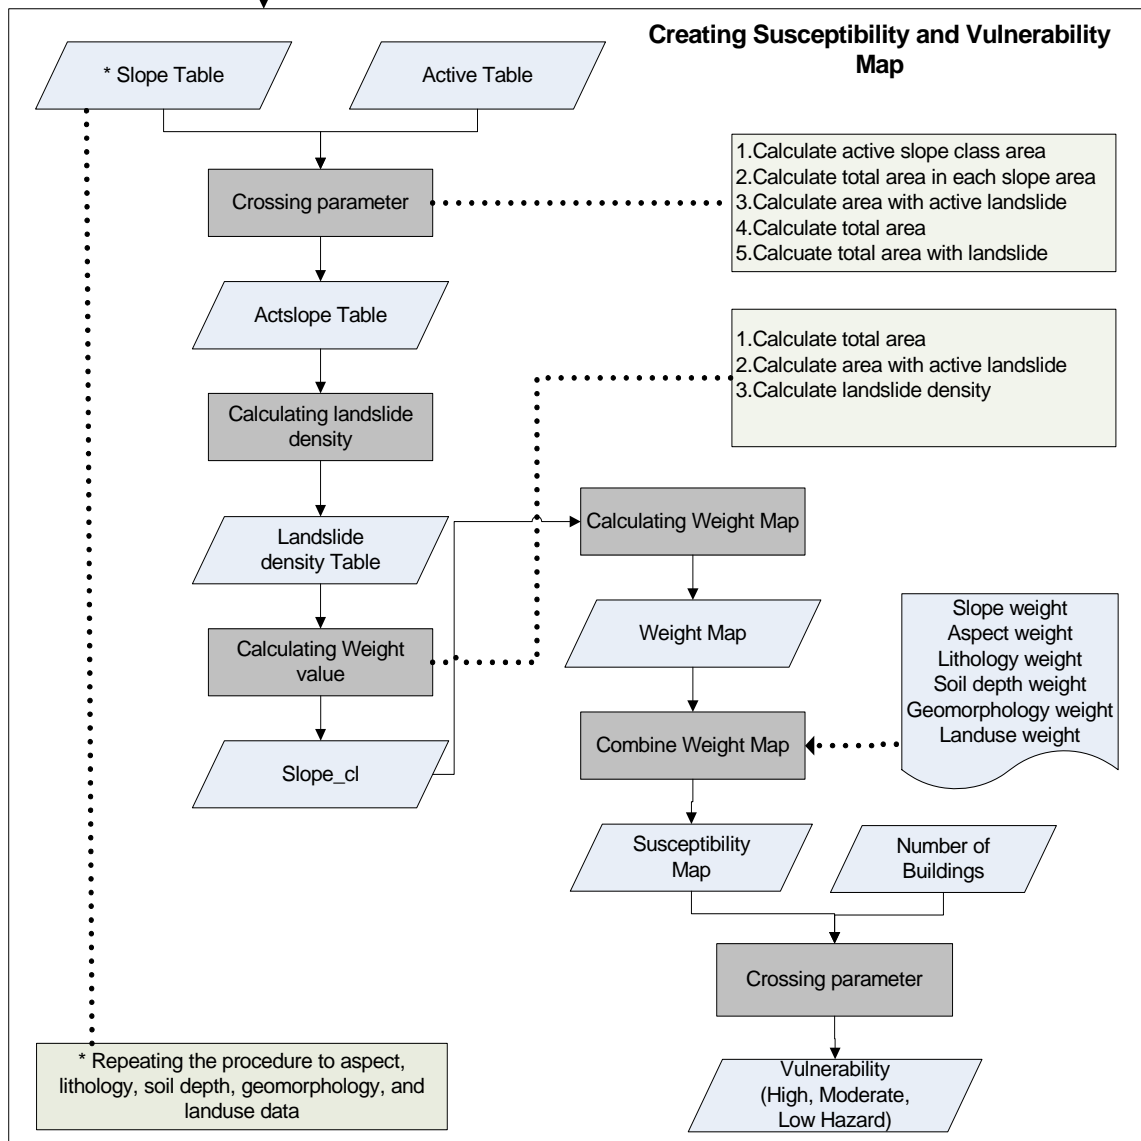 Creating Susceptibility and Vulnerability
Map
* Slope Table
Active Table
Crossing parameter
1.Calculate active slope class area
2.Calculate total area in each slope area
3.Calculate area with active landslide
4.Calculate total area
5.Calcuate total area with landslide
Actslope Table
1.Calculate total area
2.Calculate area with active landslide
3.Calculate landslide density
Calculating landslide
density
Landslide
density Table
Calculating Weight
value
Slope_cl
Calculating Weight Map
Weight Map
Slope weight
Aspect weight
Lithology weight
Soil depth weight
Geomorphology weight
Landuse weight
Combine Weight Map
Susceptibility
Map
Number of
Buildings
Crossing parameter
Vulnerability
(High, Moderate,
Low Hazard)
* Repeating the procedure to aspect,
lithology, soil depth, geomorphology, and
landuse data